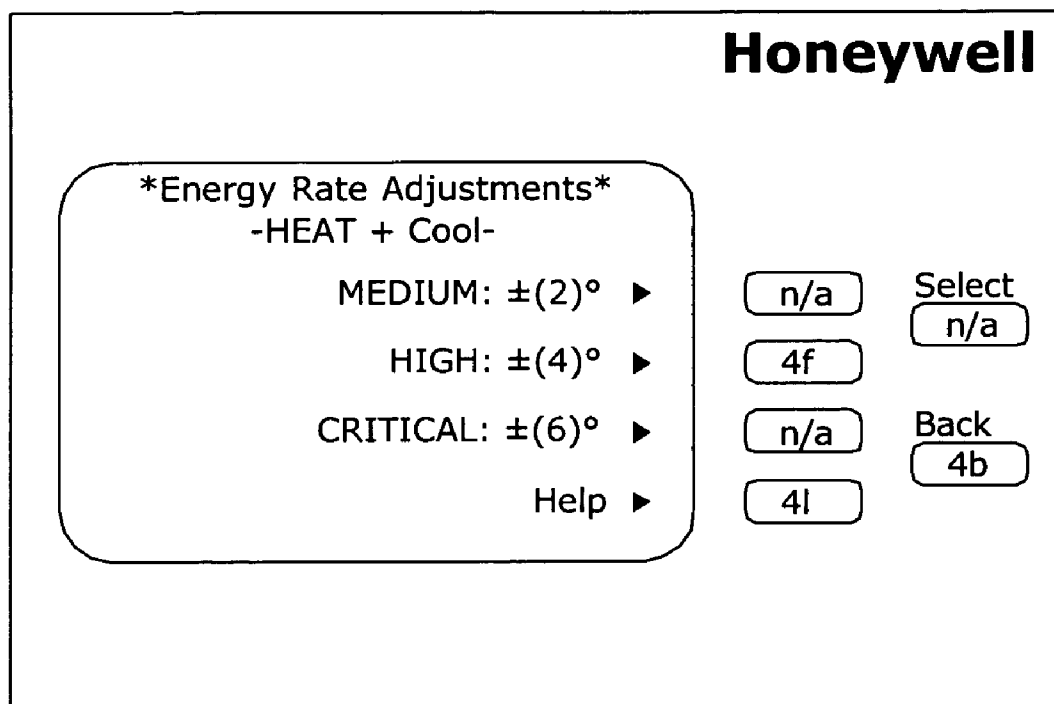 Honeywell
*Energy Rate Adjustments*
-HEAT + Cool-
MEDIUM: ±(2)° ▶ n/a
Select
n/a
HIGH: ±(4)° ▶ 4f
CRITICAL: ±(6)° ▶ n/a
Back
4b
Help ▶ 4l